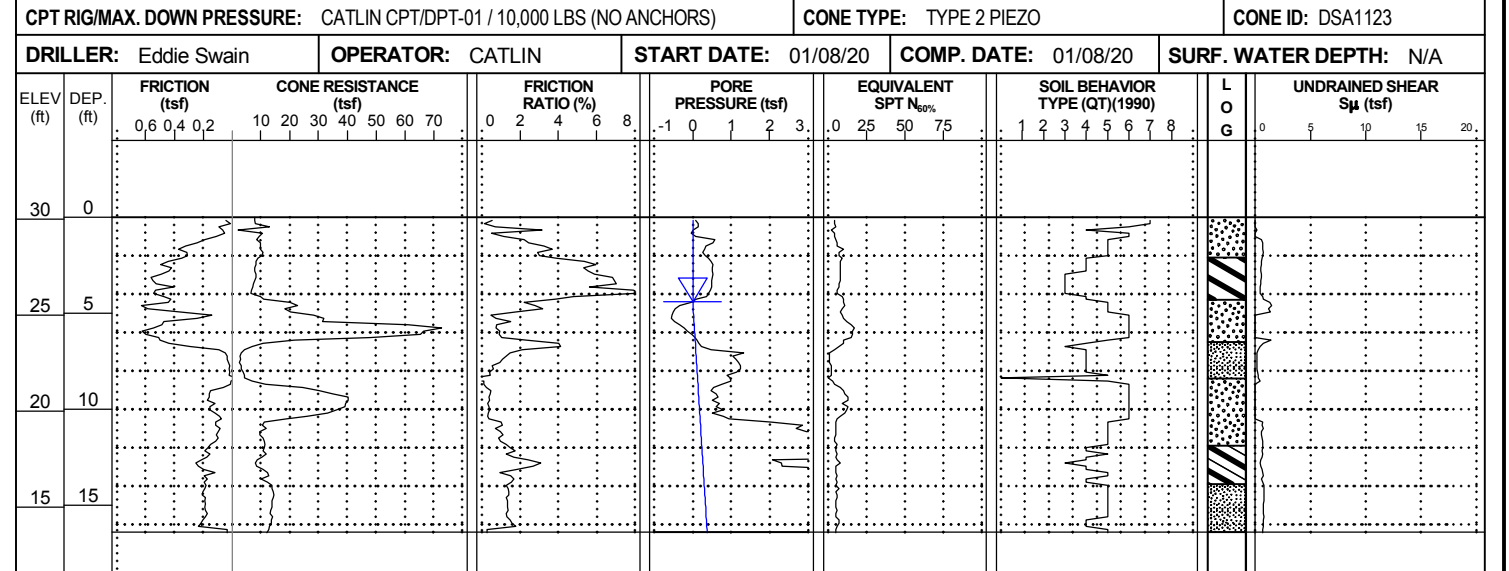 CPT RIG/MAX. DOWN PRESSURE: CATLIN CPT/DPT-01 / 10,000 LBS (NO ANCHORS) CONE TYPE: TYPE 2 PIEZO CONE ID: DSA1123
DRILLER: Eddie Swain OPERATOR: CATLIN START DATE: 01/08/20 COMP. DATE: 01/08/20 SURF. WATER DEPTH: N/A
ELEV (ft)
DEP. (ft)
FRICTION
(tsf)
0,6 0,4 0,2
CONE RESISTANCE
(tsf)
10 20 30 40 50 60 70
FRICTION
RATIO (%)
0 2 4 6 8
PORE
PRESSURE (tsf)
-1 0 1 2 3
EQUIVALENT
SPT N60%
0 25 50 75
SOIL BEHAVIOR
TYPE (QT)(1990)
1 2 3 4 5 6 7 8
L
O
G
UNDRAINED SHEAR
Sµ (tsf)
0 5 10 15 20
30 0
25 5
20 10
15 15